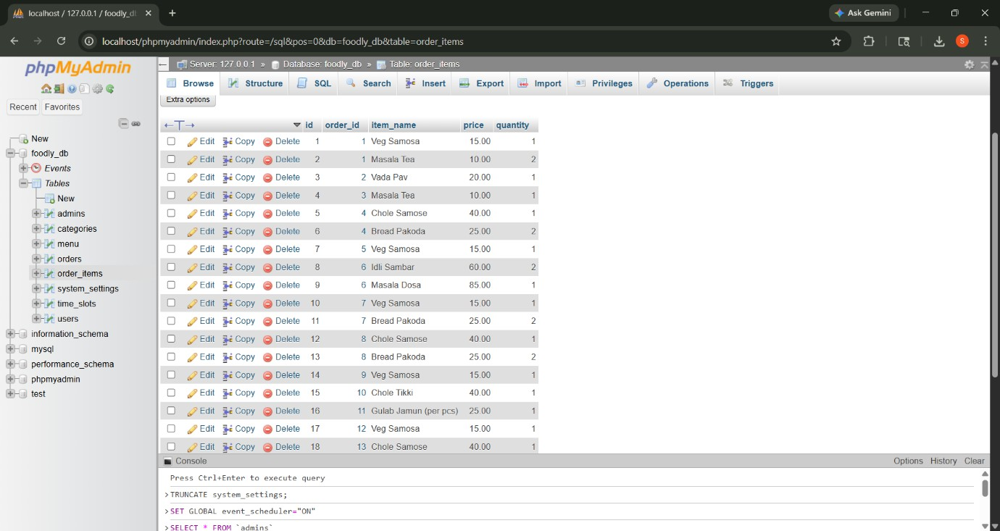 localhost / 127.0.0.1 / foodly_d
Ask Gemini
localhost/phpmyadmin/index.php?route=/sql&pos=0&db=foodly_db&table=order_items
S
phpMyAdmin
Recent Favorites
New
foodly_db
Events
Tables
New
admins
categories
menu
orders
order_items
system_settings
time_slots
users
information_schema
mysql
performance_schema
phpmyadmin
test
Server: 127.0.0.1 » Database: foodly_db » Table: order_items
Browse Structure SQL Search Insert Export Import Privileges Operations Triggers
Extra options
←T→ id order_id item_name price quantity
Edit Copy Delete 1 1 Veg Samosa 15.00 1
Edit Copy Delete 2 1 Masala Tea 10.00 2
Edit Copy Delete 3 2 Vada Pav 20.00 1
Edit Copy Delete 4 3 Masala Tea 10.00 1
Edit Copy Delete 5 4 Chole Samose 40.00 1
Edit Copy Delete 6 4 Bread Pakoda 25.00 2
Edit Copy Delete 7 5 Veg Samosa 15.00 1
Edit Copy Delete 8 6 Idli Sambar 60.00 2
Edit Copy Delete 9 6 Masala Dosa 85.00 1
Edit Copy Delete 10 7 Veg Samosa 15.00 1
Edit Copy Delete 11 7 Bread Pakoda 25.00 2
Edit Copy Delete 12 8 Chole Samose 40.00 1
Edit Copy Delete 13 8 Bread Pakoda 25.00 2
Edit Copy Delete 14 9 Veg Samosa 15.00 1
Edit Copy Delete 15 10 Chole Tikki 40.00 1
Edit Copy Delete 16 11 Gulab Jamun (per pcs) 25.00 1
Edit Copy Delete 17 12 Veg Samosa 15.00 1
Edit Copy Delete 18 13 Chole Samose 40.00 1
Console Options History Clear
Press Ctrl+Enter to execute query
>TRUNCATE system_settings;
>SET GLOBAL event_scheduler="ON"
>SELECT * FROM `admins`